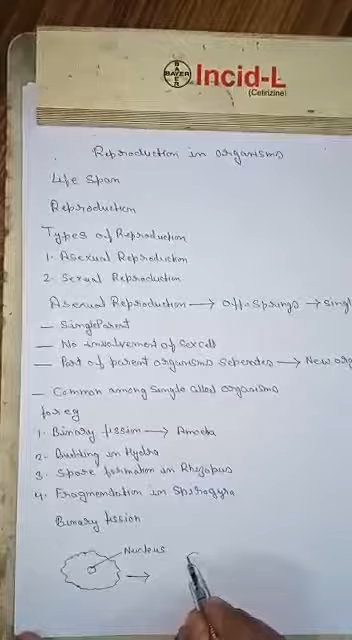 BAYER
BAYER
Incid-L
(Cetirizine)
Reproduction in organisms
Life Span
Reproduction
Types of Reproduction
1. Asexual Reproduction
2. Sexual Reproduction
Asexual Reproduction → Off-Springs → Singl
— Single Parent
— No involvement of Sex cell
— Part of parent organisms seperates → New org
— Common among Single celled organisms
for eg
1. Binary fission → Amoeba
2. Budding in Hydra
3. Spore formation in Rhizopus
4. Fragmentation in Spirogyra
Binary fission
Nucleus